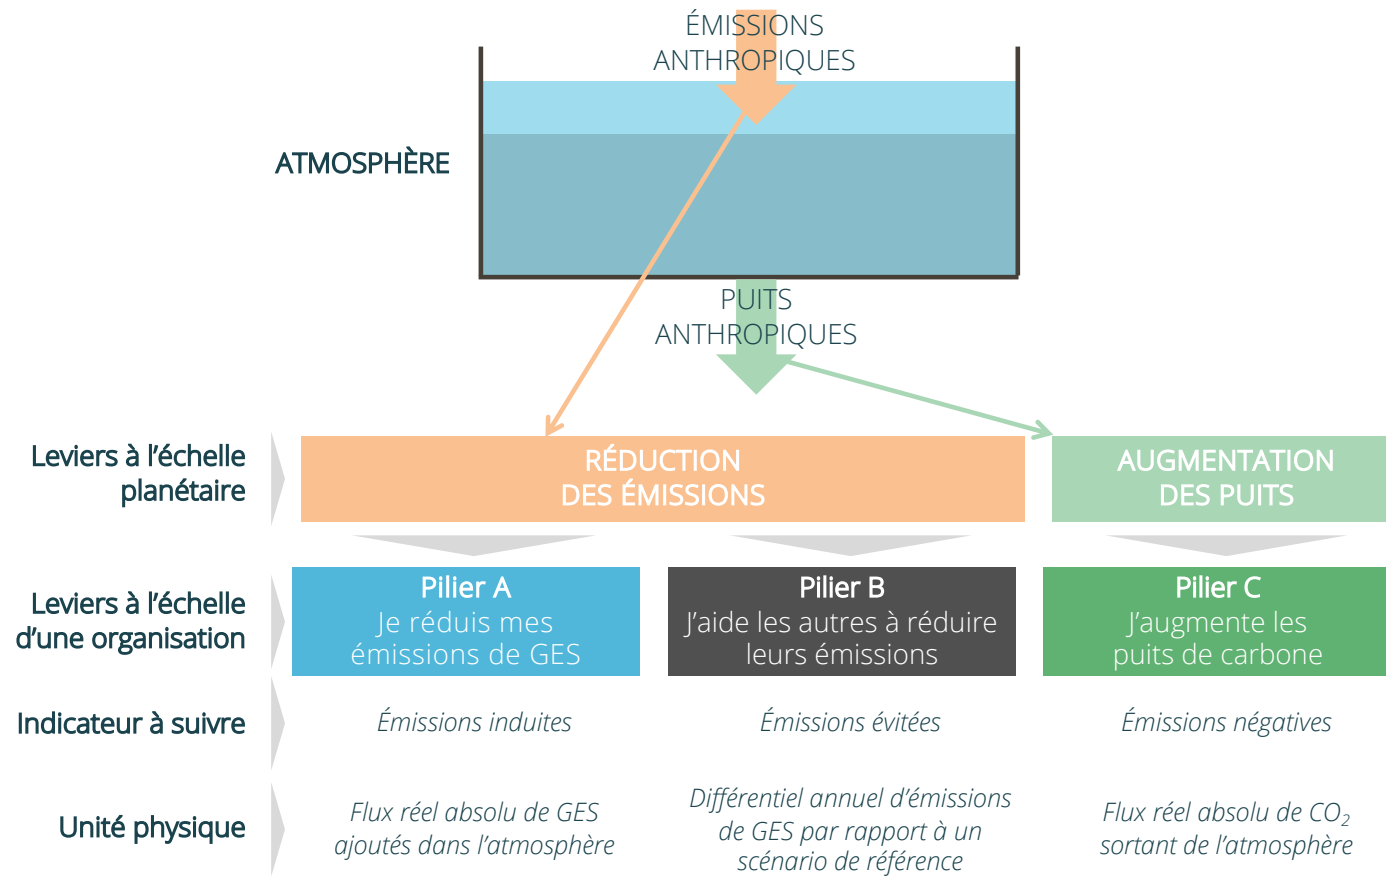 ÉMISSIONS
ANTHROPIQUES
ATMOSPHÈRE
PUITS
ANTHROPIQUES
Leviers à l’échelle
planétaire
RÉDUCTION
DES ÉMISSIONS
AUGMENTATION
DES PUITS
Leviers à l’échelle
d’une organisation
Pilier A
Je réduis mes
émissions de GES
Pilier B
J’aide les autres à réduire
leurs émissions
Pilier C
J’augmente les
puits de carbone
Indicateur à suivre
Émissions induites
Émissions évitées
Émissions négatives
Unité physique
Flux réel absolu de GES
ajoutés dans l’atmosphère
Différentiel annuel d’émissions
de GES par rapport à un
scénario de référence
Flux réel absolu de CO₂
sortant de l’atmosphère